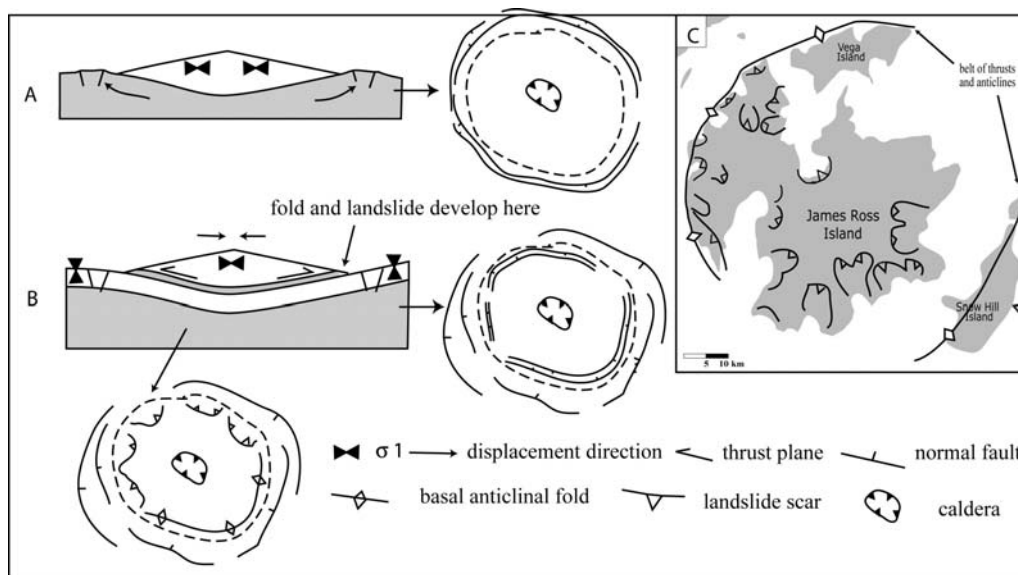 A
fold and landslide develop here
B
C
Vega
Island
belt of thrusts
and anticlines
James Ross
Island
Snow Hill
Island
5 10 km
σ 1
displacement direction
thrust plane
normal fault
basal anticlinal fold
landslide scar
caldera